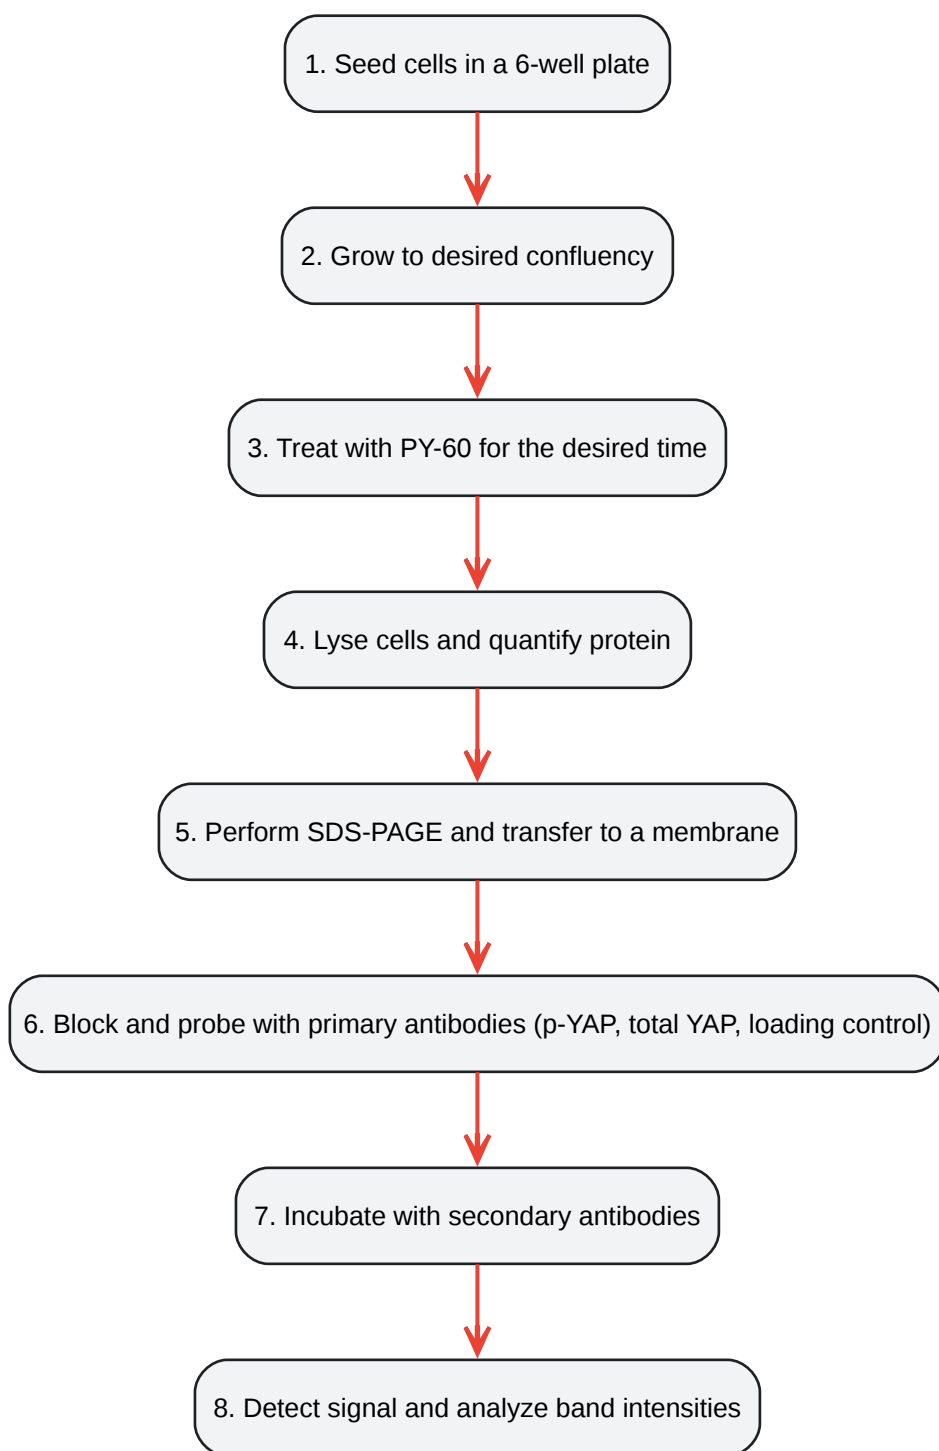 1. Seed cells in a 6-well plate
2. Grow to desired confluency
3. Treat with PY-60 for the desired time
4. Lyse cells and quantify protein
5. Perform SDS-PAGE and transfer to a membrane
6. Block and probe with primary antibodies (p-YAP, total YAP, loading control)
7. Incubate with secondary antibodies
8. Detect signal and analyze band intensities